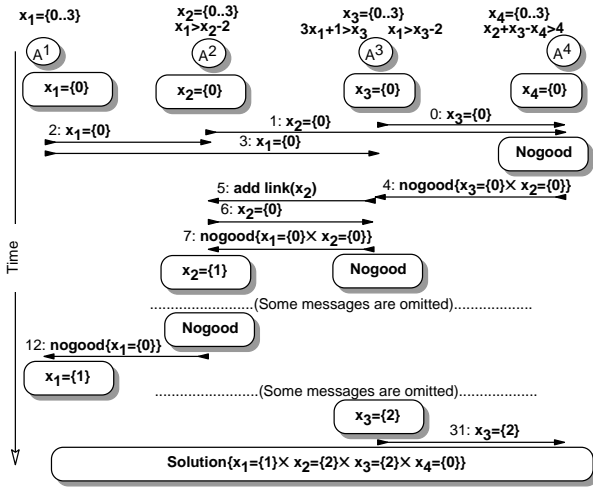 x1={0..3} x2={0..3} x3={0..3} x4={0..3}
x1>x2-2 3x1+1>x3 x1>x3-2 x2+x3-x4>4
A1 A2 A3 A4
x1={0} x2={0} x3={0} x4={0}
0: x3={0}
1: x2={0}
2: x1={0}
3: x1={0}
Nogood
4: nogood{x3={0}× x2={0}}
5: add link(x2)
6: x2={0}
7: nogood{x1={0}× x2={0}}
x2={1} Nogood
Time
(Some messages are omitted)
Nogood
12: nogood{x1={0}}
x1={1}
(Some messages are omitted)
x3={2}
31: x3={2}
Solution{x1={1}× x2={2}× x3={2}× x4={0}}